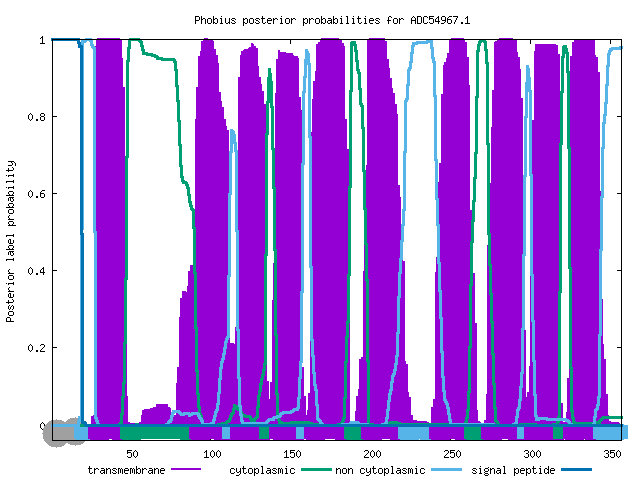 Phobius posterior probabilities for ADC54967.1
Posterior label probability
1
0.8
0.6
0.4
0.2
0
50 100 150 200 250 300 350
transmembrane cytoplasmic non cytoplasmic signal peptide